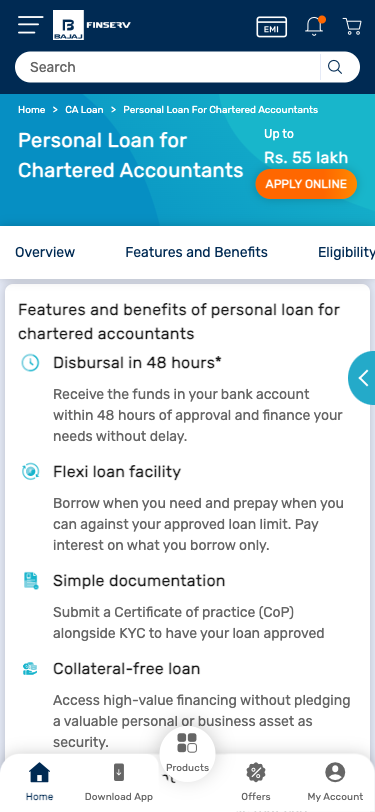 B
BAJAJ
FINSERV
EMI
Search
Home > CA Loan > Personal Loan For Chartered Accountants
Personal Loan for
Chartered Accountants
Up to
Rs. 55 lakh
APPLY ONLINE
Overview Features and Benefits Eligibility
Features and benefits of personal loan for
chartered accountants
Disbursal in 48 hours*
Receive the funds in your bank account
within 48 hours of approval and finance your
needs without delay.
Flexi loan facility
Borrow when you need and prepay when you
can against your approved loan limit. Pay
interest on what you borrow only.
Simple documentation
Submit a Certificate of practice (CoP)
alongside KYC to have your loan approved
Collateral-free loan
Access high-value financing without pledging
a valuable personal or business asset as
security.
Home Download App Products Offers My Account